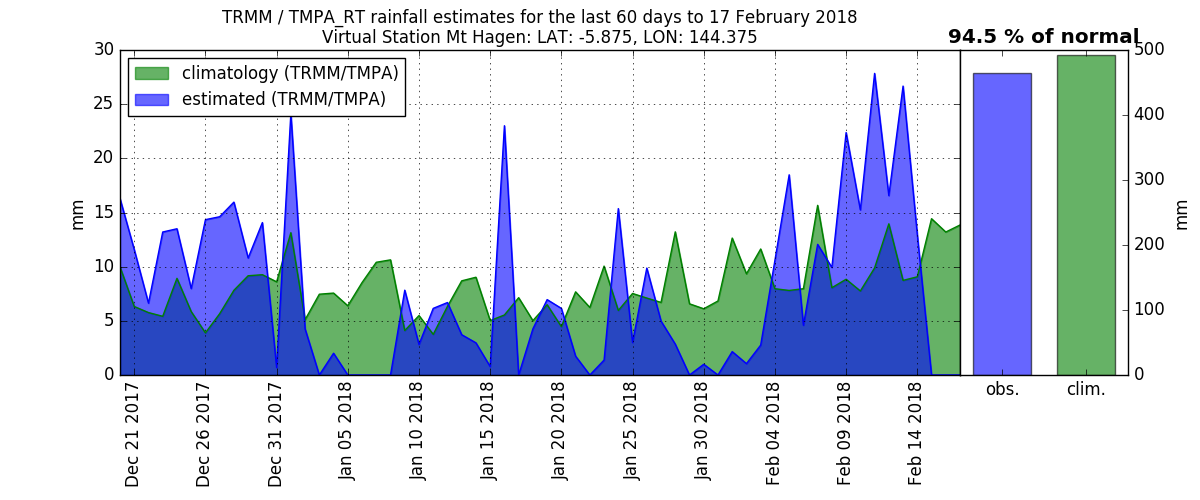 TRMM / TMPA_RT rainfall estimates for the last 60 days to 17 February 2018
Virtual Station Mt Hagen: LAT: -5.875, LON: 144.375
94.5 % of normal
climatology (TRMM/TMPA)
estimated (TRMM/TMPA)
mm
30
25
20
15
10
5
0
Dec 21 2017
Dec 26 2017
Dec 31 2017
Jan 05 2018
Jan 10 2018
Jan 15 2018
Jan 20 2018
Jan 25 2018
Jan 30 2018
Feb 04 2018
Feb 09 2018
Feb 14 2018
obs.
clim.
500
400
300
200
100
0
mm